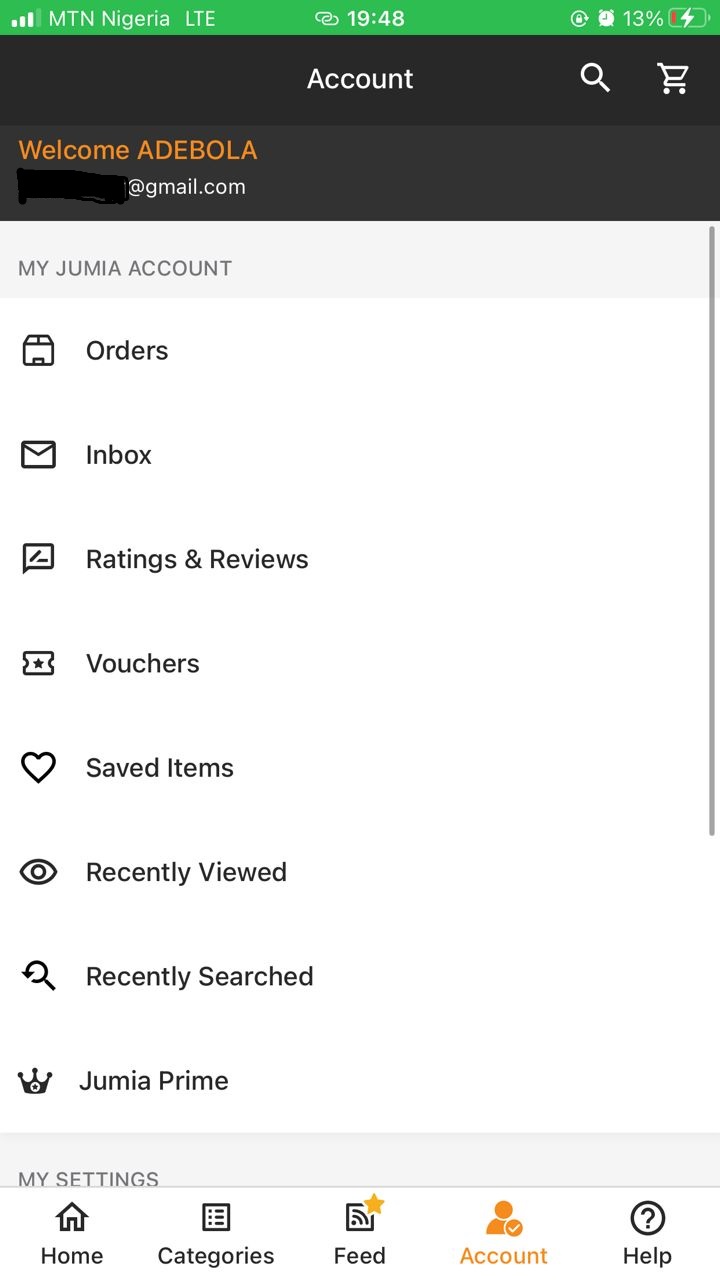 MTN Nigeria LTE 19:48 13%
Account
Welcome ADEBOLA
@gmail.com
MY JUMIA ACCOUNT
Orders
Inbox
Ratings & Reviews
Vouchers
Saved Items
Recently Viewed
Recently Searched
Jumia Prime
MY SETTINGS
Home Categories Feed Account Help